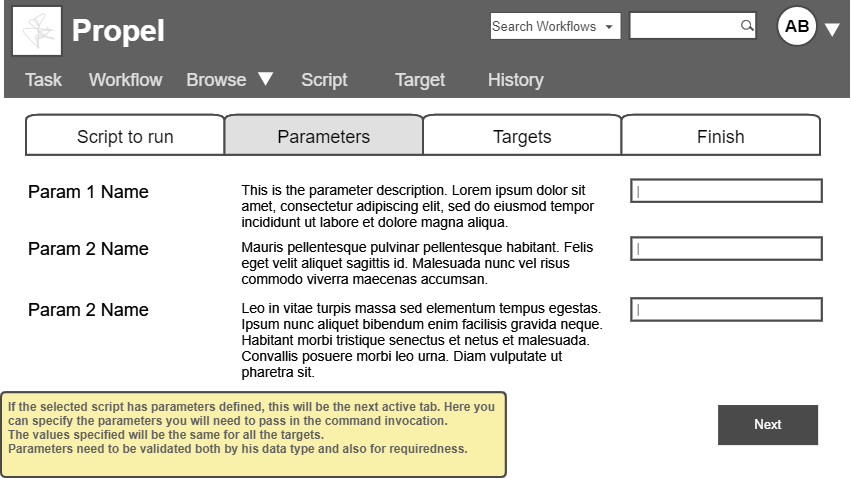 Propel
Search Workflows
AB
Task Workflow Browse Script Target History
Script to run Parameters Targets Finish
Param 1 Name
This is the parameter description. Lorem ipsum dolor sit
amet, consectetur adipiscing elit, sed do eiusmod tempor
incididunt ut labore et dolore magna aliqua.
Param 2 Name
Mauris pellentesque pulvinar pellentesque habitant. Felis
eget velit aliquet sagittis id. Malesuada nunc vel risus
commodo viverra maecenas accumsan.
Param 2 Name
Leo in vitae turpis massa sed elementum tempus egestas.
Ipsum nunc aliquet bibendum enim facilisis gravida neque.
Habitant morbi tristique senectus et netus et malesuada.
Convallis posuere morbi leo urna. Diam vulputate ut
pharetra sit.
If the selected script has parameters defined, this will be the next active tab. Here you
can specify the parameters you will need to pass in the command invocation.
The values specified will be the same for all the targets.
Parameters need to be validated both by his data type and also for requiredness.
Next